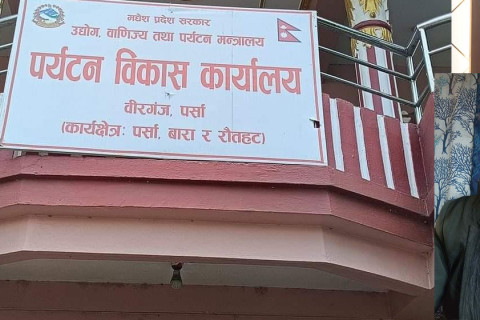 मधेश प्रदेश सरकार
उद्योग, वाणिज्य तथा पर्यटन मन्त्रालय
पर्यटन विकास कार्यालय
वीरगंज, पर्सा
(कार्यक्षेत्रः पर्सा, बारा र रौतहट)